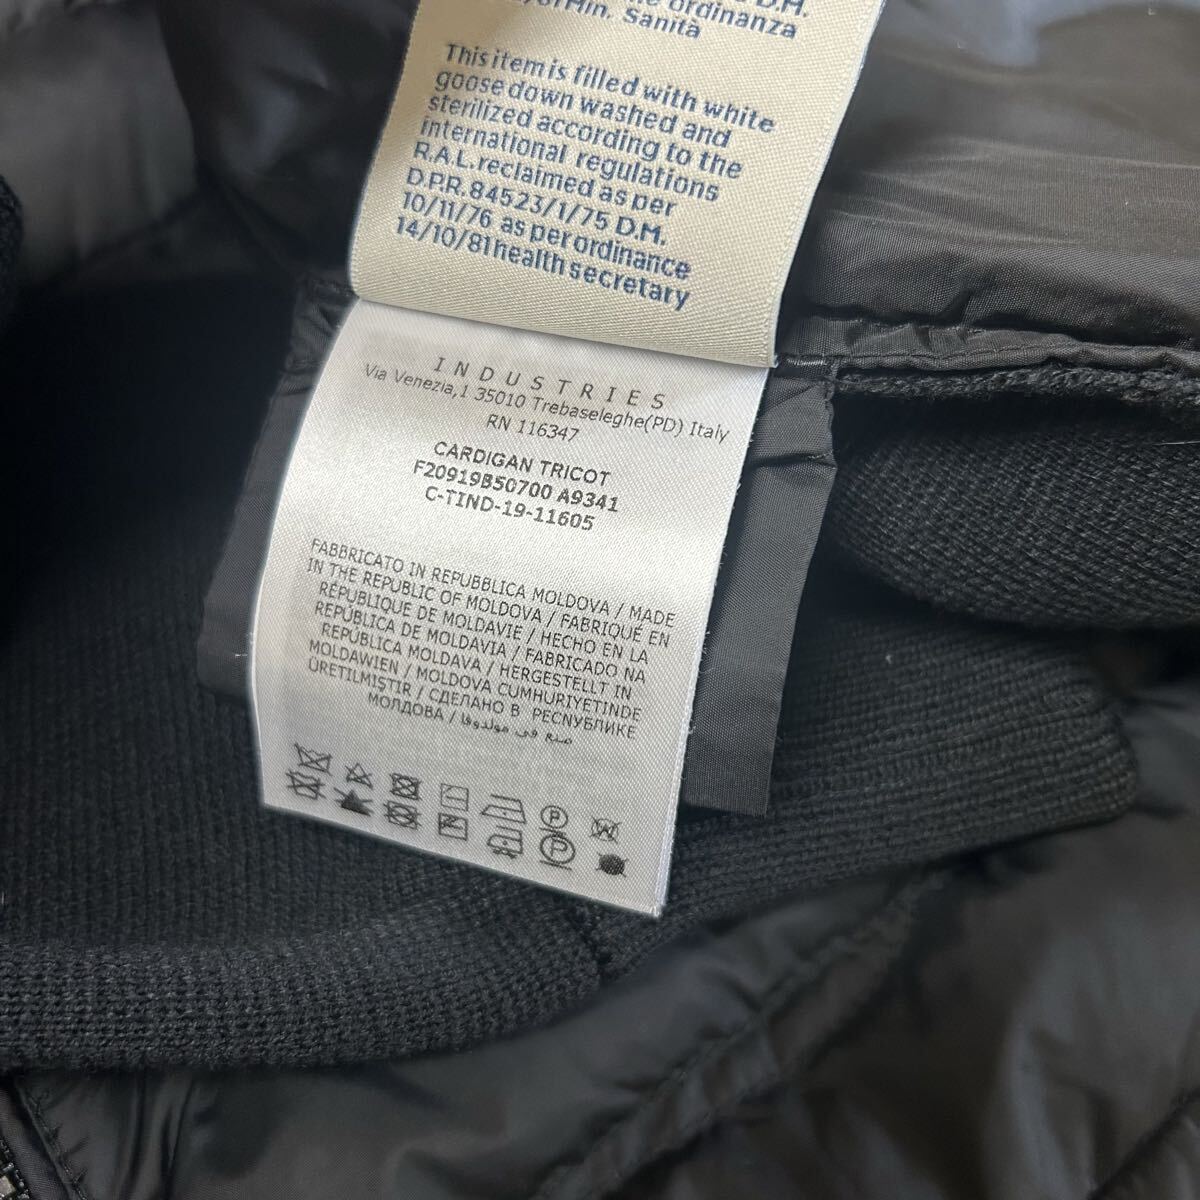 D.M.
ordinanza
Min. Sanità
This item is filled with white
goose down washed and
sterilized according to the
international regulations
R.A.L. reclaimed as per
D.P.R. 84523/1/75 D.M.
10/11/76 as per ordinance
14/10/81 health secretary
INDUSTRIES
Via Venezia,1 35010 Trebaseleghe(PD) Italy
RN 116347
CARDIGAN TRICOT
F20919B50700 A9341
C-TIND-19-11605
FABBRICATO IN REPUBBLICA MOLDOVA / MADE
IN THE REPUBLIC OF MOLDOVA / FABRIQUÉ EN
RÉPUBLIQUE DE MOLDAVIE / HECHO EN LA
REPÚBLICA DE MOLDAVIA / FABRICADO NA
REPÚBLICA MOLDAVA / HERGESTELLT IN
MOLDAWIEN / MOLDOVA CUMHURIYETINDE
ÜRETILMIŞTIR / СДЕЛАНО В РЕСПУБЛИКЕ
МОЛДОВА / صنع في مولدوفا
P
W
P